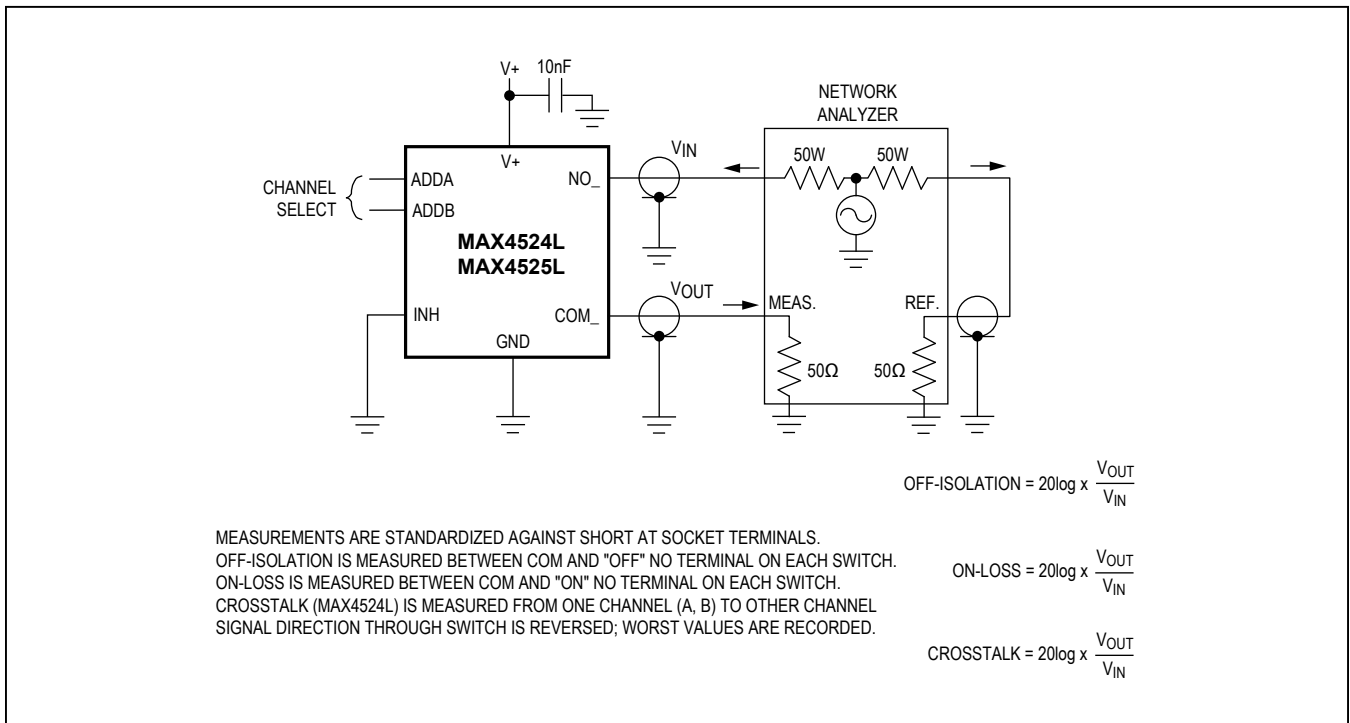 V+
10nF
NETWORK
ANALYZER
V+
VIN
50W
50W
CHANNEL
SELECT
ADDA
ADDB
NO_
MAX4524L
MAX4525L
VOUT
MEAS.
REF.
INH
COM_
GND
50Ω
50Ω
OFF-ISOLATION = 20log x VOUT
VIN
MEASUREMENTS ARE STANDARDIZED AGAINST SHORT AT SOCKET TERMINALS.
OFF-ISOLATION IS MEASURED BETWEEN COM AND "OFF" NO TERMINAL ON EACH SWITCH.
ON-LOSS IS MEASURED BETWEEN COM AND "ON" NO TERMINAL ON EACH SWITCH.
CROSSTALK (MAX4524L) IS MEASURED FROM ONE CHANNEL (A, B) TO OTHER CHANNEL
SIGNAL DIRECTION THROUGH SWITCH IS REVERSED; WORST VALUES ARE RECORDED.
ON-LOSS = 20log x VOUT
VIN
CROSSTALK = 20log x VOUT
VIN